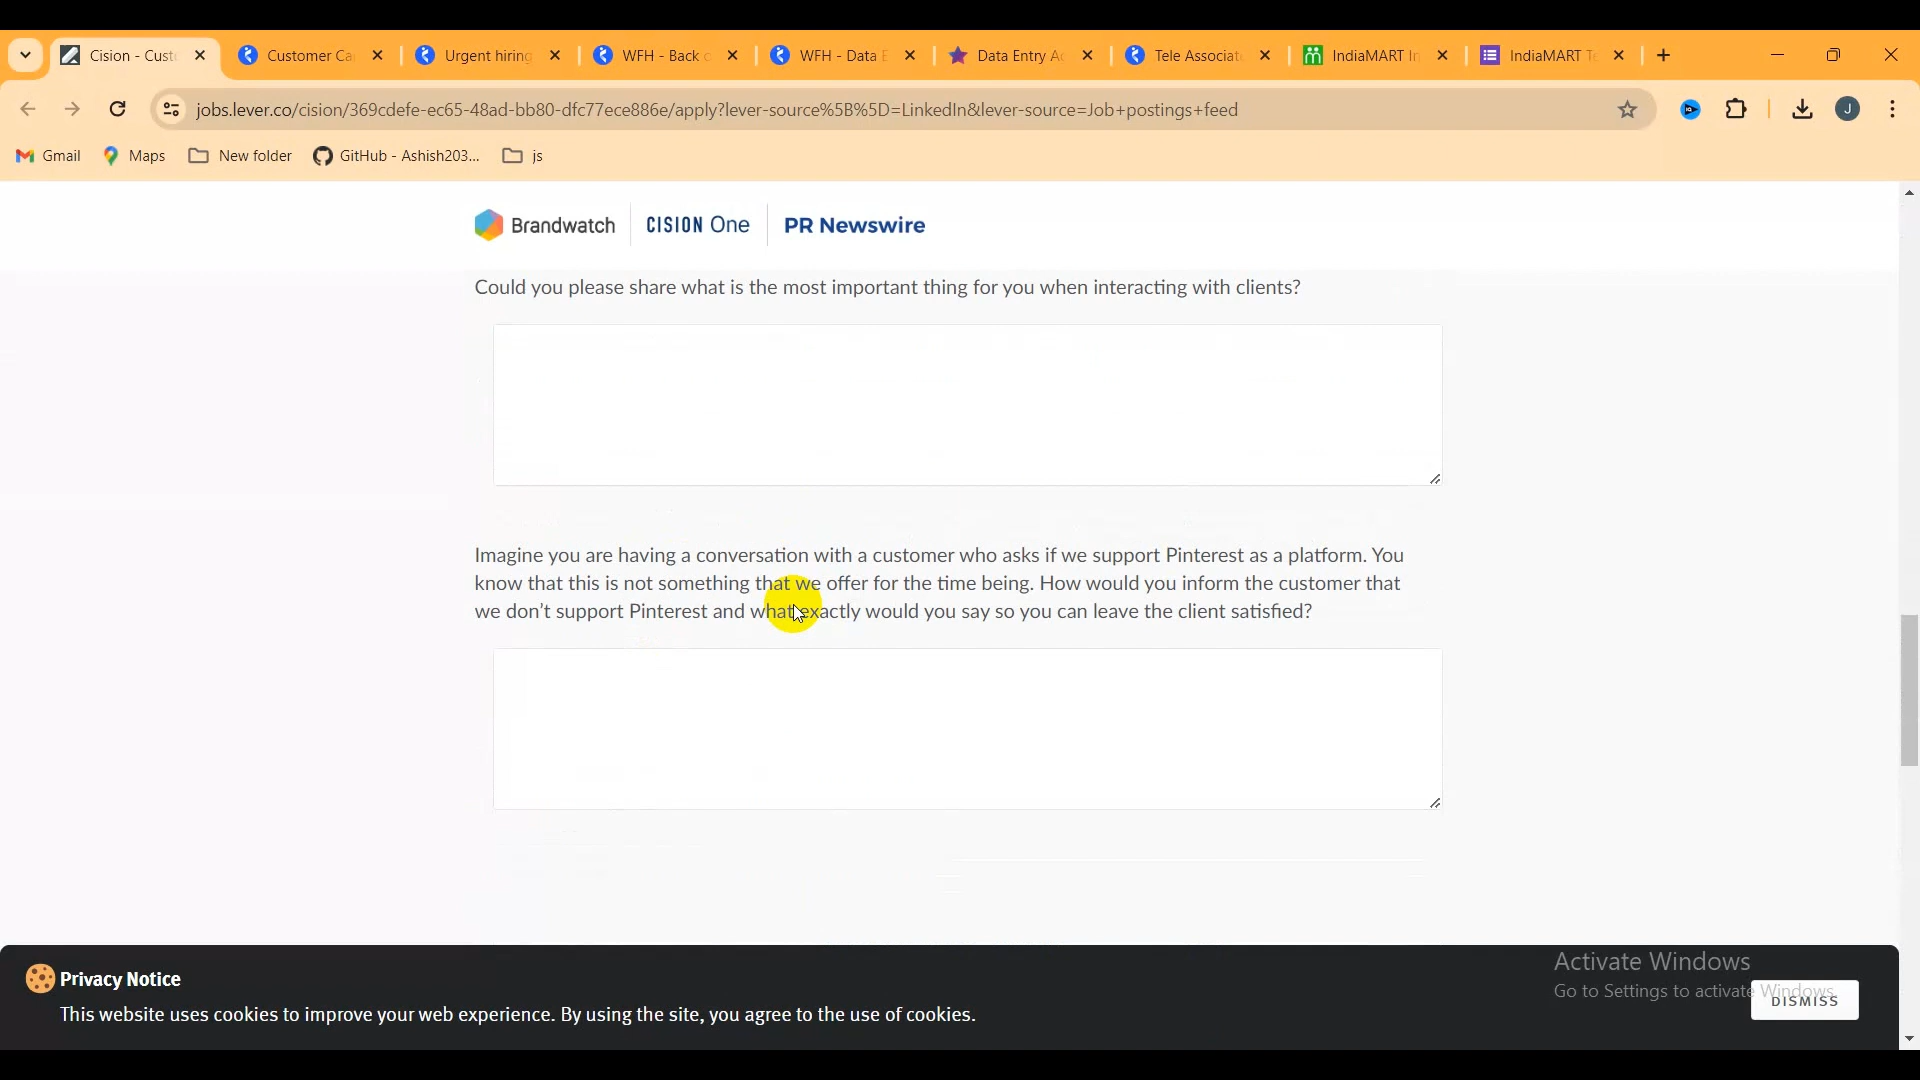 Cision - Cust
Customer Ca
Urgent hiring
WFH - Back o
WFH - Data E
Data Entry Ac
Tele Associate
IndiaMART In
IndiaMART Te
jobs.lever.co/cision/369cdefe-ec65-48ad-bb80-dfc77ece886e/apply?lever-source%5B%5D=LinkedIn&lever-source=Job+postings+feed
J
Gmail
Maps
New folder
GitHub - Ashish203...
js
Brandwatch
CISION One
PR Newswire
Could you please share what is the most important thing for you when interacting with clients?
Imagine you are having a conversation with a customer who asks if we support Pinterest as a platform. You
know that this is not something that we offer for the time being. How would you inform the customer that
we don't support Pinterest and what exactly would you say so you can leave the client satisfied?
Privacy Notice
This website uses cookies to improve your web experience. By using the site, you agree to the use of cookies.
Activate Windows
Go to Settings to activate Windows.
DISMISS